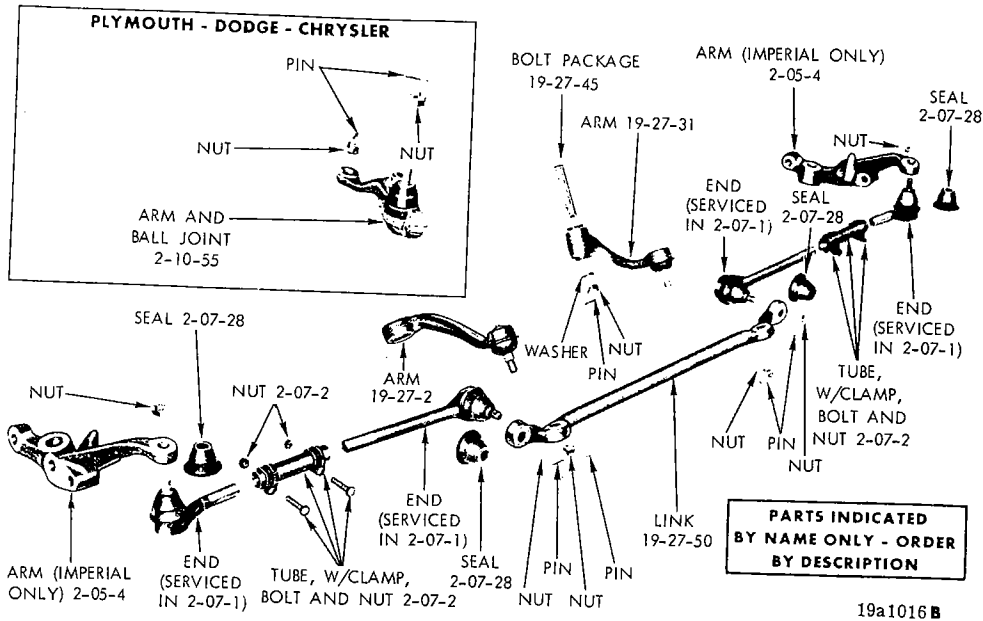 PLYMOUTH - DODGE - CHRYSLER
PIN
NUT
NUT
ARM AND
BALL JOINT
2-10-55
BOLT PACKAGE
19-27-45
ARM 19-27-31
ARM (IMPERIAL ONLY)
2-05-4
SEAL
2-07-28
NUT
END
(SERVICED
IN 2-07-1)
SEAL
2-07-28
WASHER
NUT
PIN
END
(SERVICED
IN 2-07-1)
TUBE,
W/CLAMP,
BOLT AND
NUT 2-07-2
NUT
PIN
NUT
SEAL 2-07-28
ARM
19-27-2
NUT
NUT 2-07-2
END
(SERVICED
IN 2-07-1)
SEAL
2-07-28
LINK
19-27-50
ARM (IMPERIAL
ONLY) 2-05-4
END
(SERVICED
IN 2-07-1)
TUBE, W/CLAMP,
BOLT AND NUT 2-07-2
NUT
PIN
NUT
PIN
PARTS INDICATED
BY NAME ONLY - ORDER
BY DESCRIPTION
19a1016B